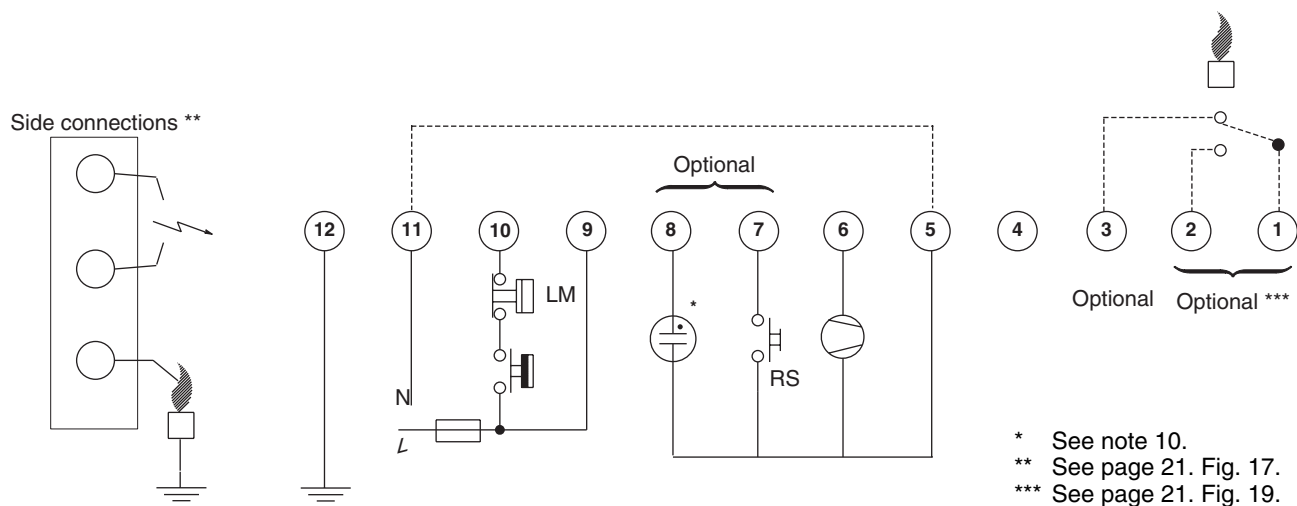 Side connections **
Optional
12
11
10
9
8
7
6
5
4
3
2
1
LM
*
Optional
Optional ***
RS
N
L
* See note 10.
** See page 21. Fig. 17.
*** See page 21. Fig. 19.